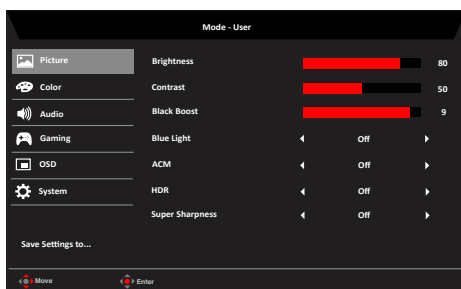 Mode - User
Picture
Brightness 80
Color
Contrast 50
Audio
Black Boost 9
Gaming
Blue Light Off
OSD
ACM Off
System
HDR Off
Super Sharpness Off
Save Settings to...
Move Enter